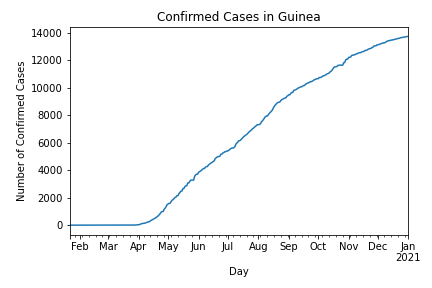 Confirmed Cases in Guinea
14000
12000
10000
8000
6000
4000
2000
0
Number of Confirmed Cases
Feb Mar Apr May Jun Jul Aug Sep Oct Nov Dec Jan
2021
Day